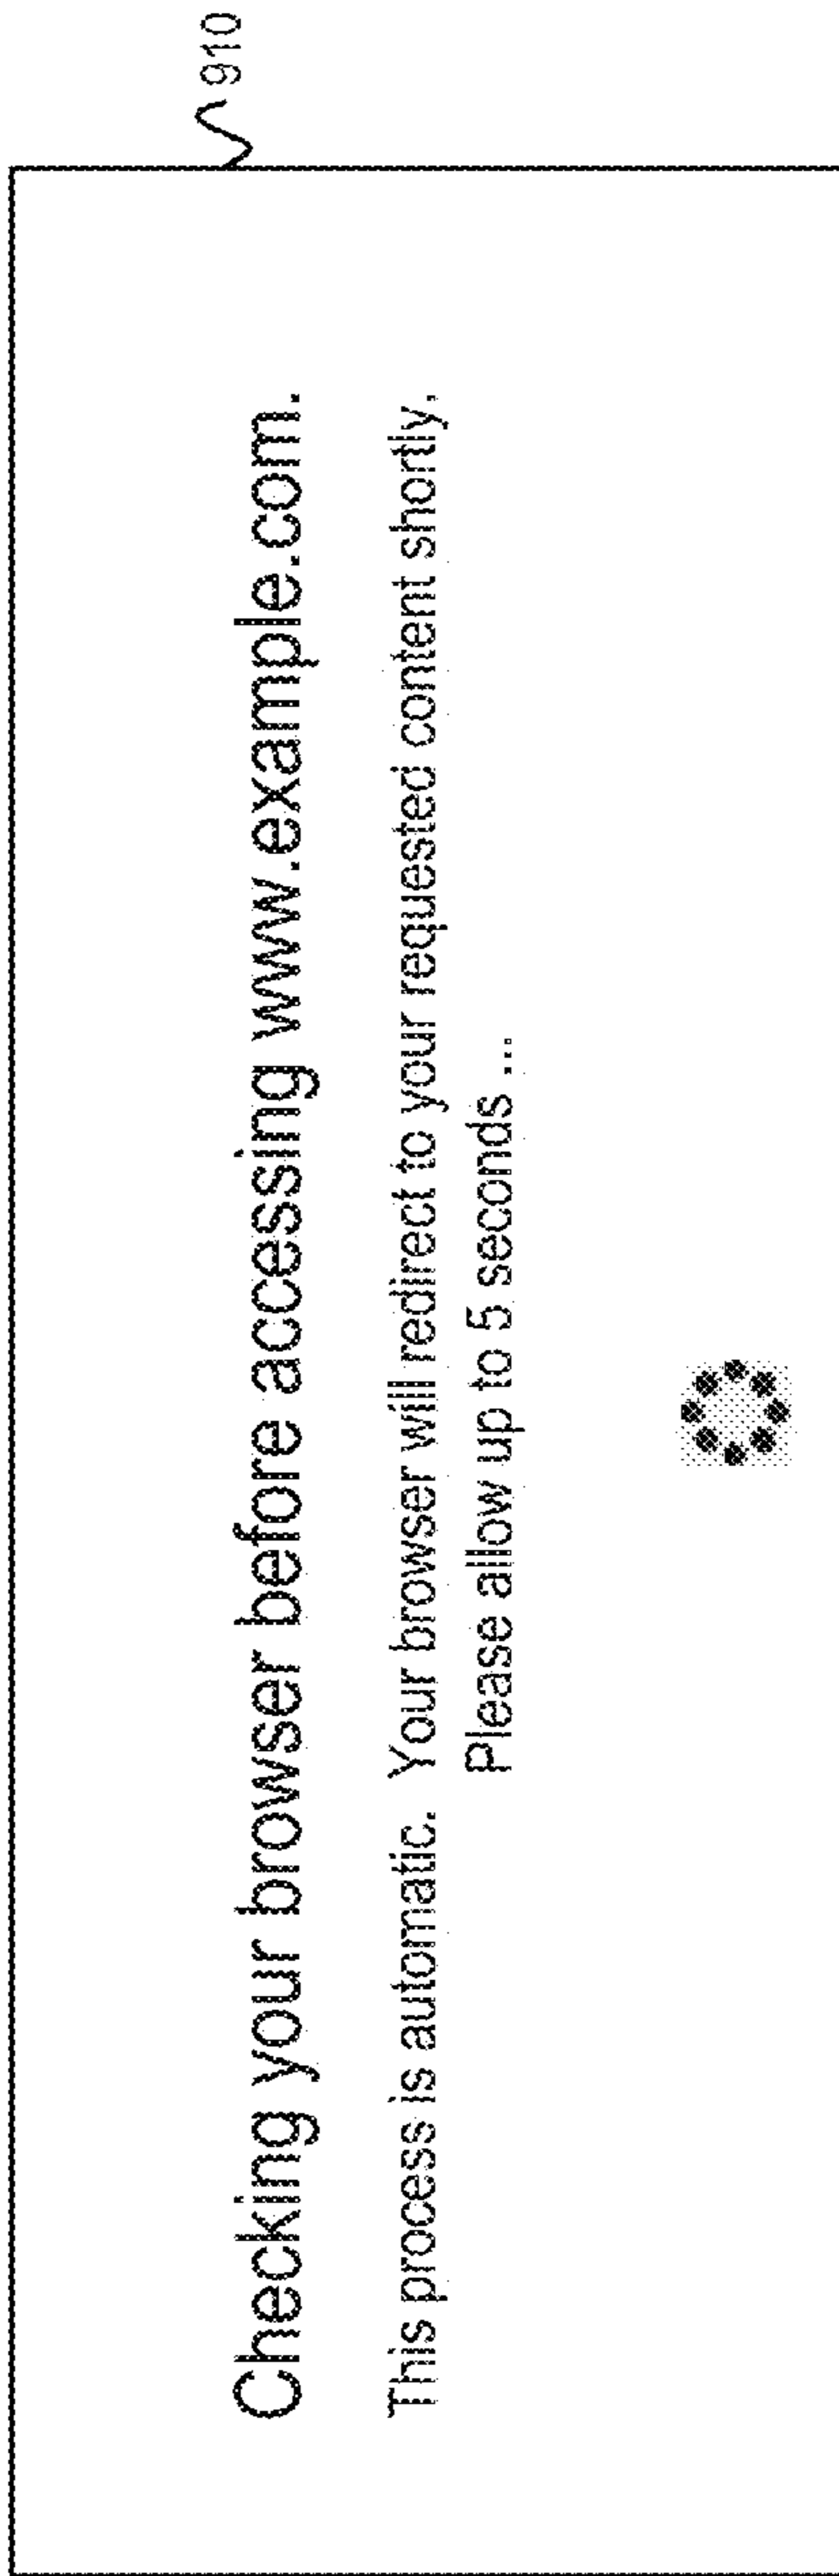 910
Checking your browser before accessing www.example.com.
This process is automatic.  Your browser will redirect to your requested content shortly,
Please allow up to 5 seconds ...